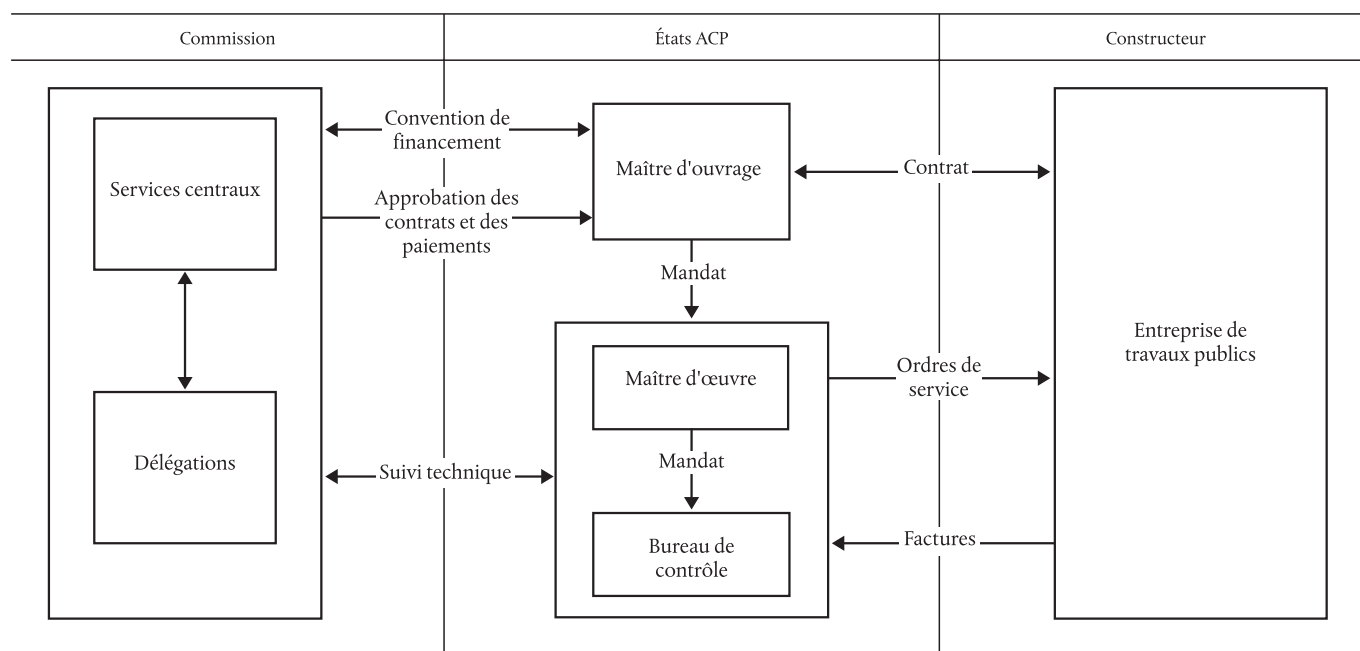 Commission
États ACP
Constructeur
Services centraux
Délégations
Convention de
financement
Approbation des
contrats et des
paiements
Suivi technique
Maître d'ouvrage
Mandat
Maître d'œuvre
Mandat
Bureau de
contrôle
Contrat
Ordres de
service
Factures
Entreprise de
travaux publics